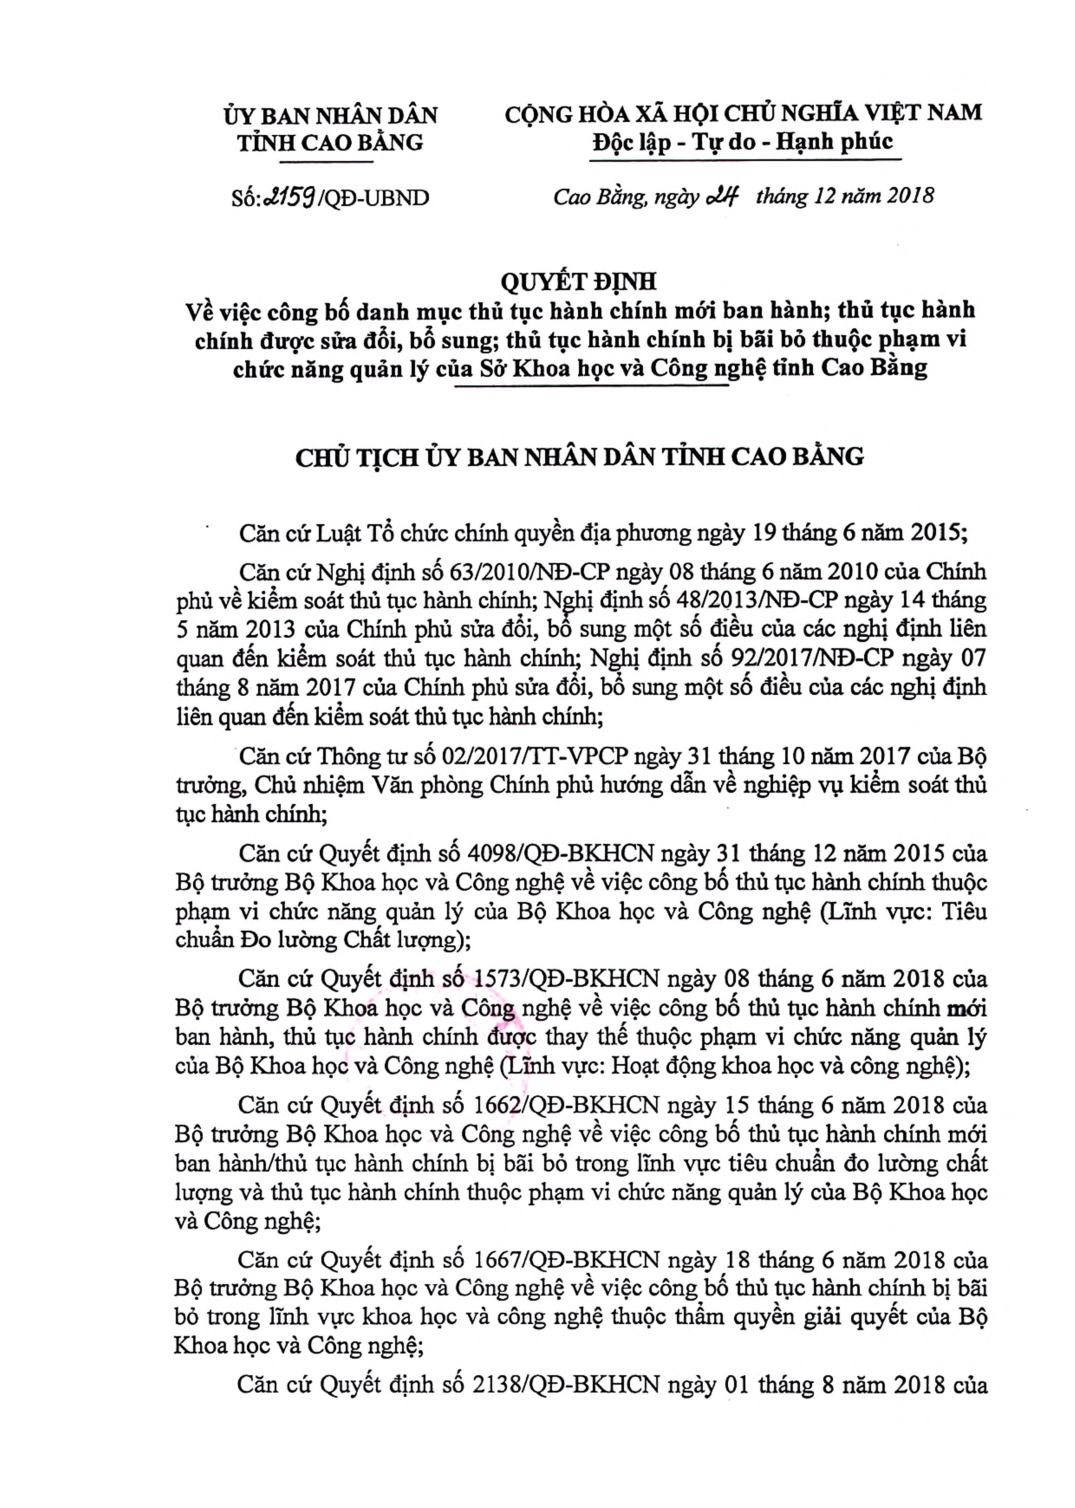 ỦY BAN NHÂN DÂN
TỈNH CAO BẰNG
Số: 2159/QĐ-UBND
CỘNG HÒA XÃ HỘI CHỦ NGHĨA VIỆT NAM
Độc lập - Tự do - Hạnh phúc
Cao Bằng, ngày 24 tháng 12 năm 2018
QUYẾT ĐỊNH
Về việc công bố danh mục thủ tục hành chính mới ban hành; thủ tục hành
chính được sửa đổi, bổ sung; thủ tục hành chính bị bãi bỏ thuộc phạm vi
chức năng quản lý của Sở Khoa học và Công nghệ tỉnh Cao Bằng
CHỦ TỊCH ỦY BAN NHÂN DÂN TỈNH CAO BẰNG
Căn cứ Luật Tổ chức chính quyền địa phương ngày 19 tháng 6 năm 2015;
Căn cứ Nghị định số 63/2010/NĐ-CP ngày 08 tháng 6 năm 2010 của Chính
phủ về kiểm soát thủ tục hành chính; Nghị định số 48/2013/NĐ-CP ngày 14 tháng
5 năm 2013 của Chính phủ sửa đổi, bổ sung một số điều của các nghị định liên
quan đến kiểm soát thủ tục hành chính; Nghị định số 92/2017/NĐ-CP ngày 07
tháng 8 năm 2017 của Chính phủ sửa đổi, bổ sung một số điều của các nghị định
liên quan đến kiểm soát thủ tục hành chính;
Căn cứ Thông tư số 02/2017/TT-VPCP ngày 31 tháng 10 năm 2017 của Bộ
trưởng, Chủ nhiệm Văn phòng Chính phủ hướng dẫn về nghiệp vụ kiểm soát thủ
tục hành chính;
Căn cứ Quyết định số 4098/QĐ-BKHCN ngày 31 tháng 12 năm 2015 của
Bộ trưởng Bộ Khoa học và Công nghệ về việc công bố thủ tục hành chính thuộc
phạm vi chức năng quản lý của Bộ Khoa học và Công nghệ (Lĩnh vực: Tiêu
chuẩn Đo lường Chất lượng);
Căn cứ Quyết định số 1573/QĐ-BKHCN ngày 08 tháng 6 năm 2018 của
Bộ trưởng Bộ Khoa học và Công nghệ về việc công bố thủ tục hành chính mới
ban hành, thủ tục hành chính được thay thế thuộc phạm vi chức năng quản lý
của Bộ Khoa học và Công nghệ (Lĩnh vực: Hoạt động khoa học và công nghệ);
Căn cứ Quyết định số 1662/QĐ-BKHCN ngày 15 tháng 6 năm 2018 của
Bộ trưởng Bộ Khoa học và Công nghệ về việc công bố thủ tục hành chính mới
ban hành/thủ tục hành chính bị bãi bỏ trong lĩnh vực tiêu chuẩn đo lường chất
lượng và thủ tục hành chính thuộc phạm vi chức năng quản lý của Bộ Khoa học
và Công nghệ;
Căn cứ Quyết định số 1667/QĐ-BKHCN ngày 18 tháng 6 năm 2018 của
Bộ trưởng Bộ Khoa học và Công nghệ về việc công bố thủ tục hành chính bị bãi
bỏ trong lĩnh vực khoa học và công nghệ thuộc thẩm quyền giải quyết của Bộ
Khoa học và Công nghệ;
Căn cứ Quyết định số 2138/QĐ-BKHCN ngày 01 tháng 8 năm 2018 của